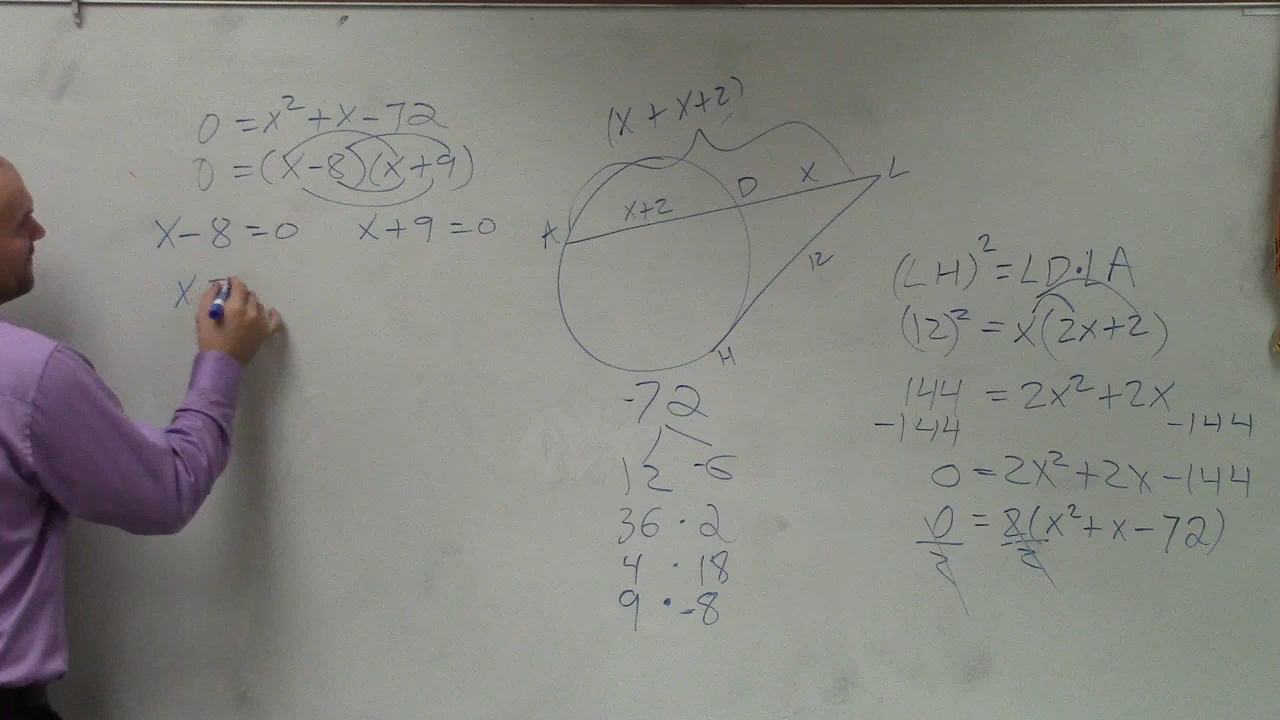 0 = x² + x - 72
0 = (x - 8)(x + 9)
x - 8 = 0 x + 9 = 0
x =
(x + x + 2)
A
x+2
D
x
L
12
H
-72
12 -6
36 · 2
4 · 18
9 · -8
(LH)² = LD·LA
(12)² = x(2x+2)
144 = 2x² + 2x
-144 -144
0 = 2x² + 2x - 144
0 = 2(x² + x - 72)
2 2